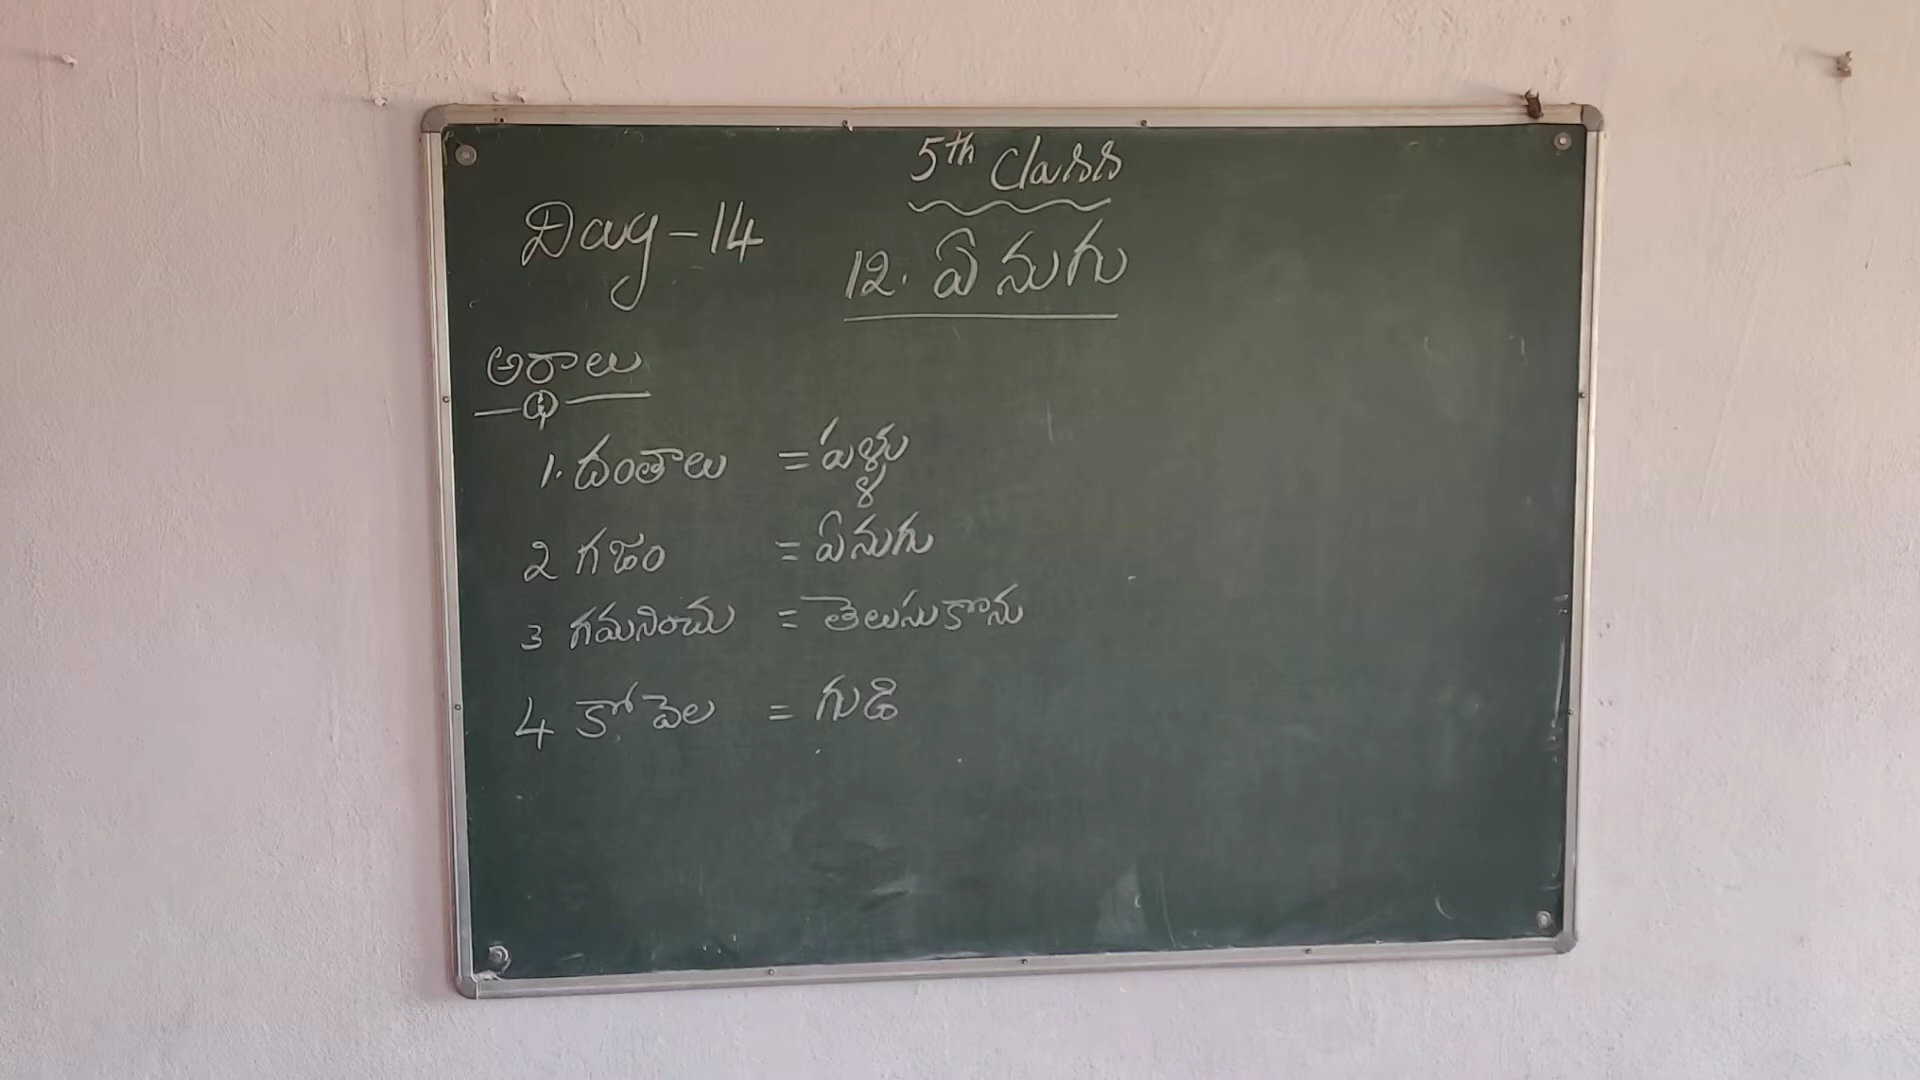 5th Class
Day-14
12. ఏనుగు
అర్థాలు
1. దంతాలు = పళ్ళు
2 గజం = ఏనుగు
3 గమనించు = తెలుసుకొను
4 కోవెల = గుడి